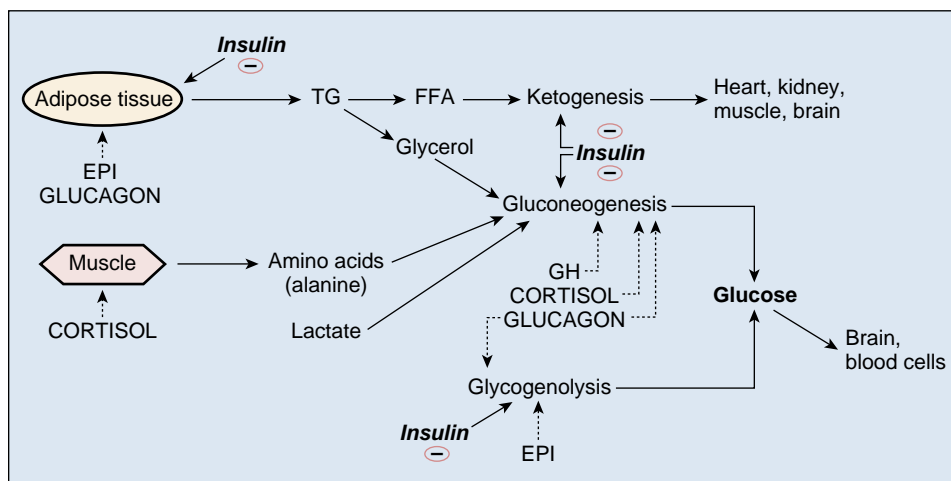 Insulin
−
Adipose tissue
TG
FFA
Ketogenesis
Heart, kidney,
muscle, brain
EPI
GLUCAGON
Glycerol
−
Insulin
−
Gluconeogenesis
Muscle
CORTISOL
Amino acids
(alanine)
Lactate
GH
CORTISOL
GLUCAGON
Glucose
Brain,
blood cells
Glycogenolysis
Insulin
−
EPI